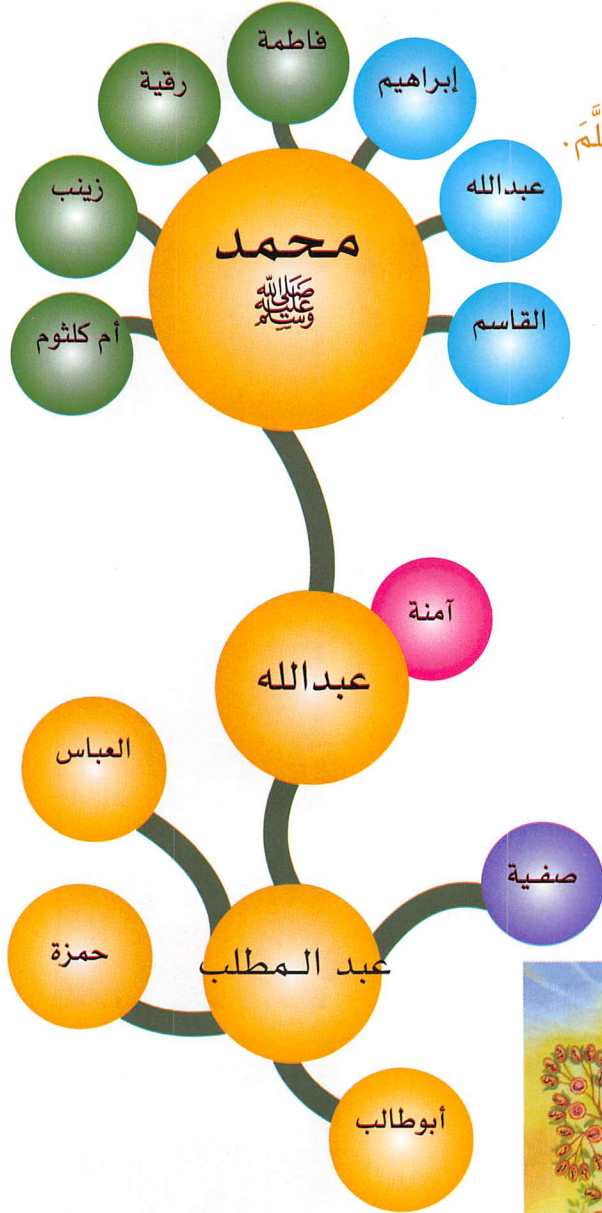 فاطمة
إبراهيم
رقية
عبدالله
زينب
محمد
صلى الله عليه وسلم
القاسم
أم كلثوم
آمنة
عبدالله
العباس
صفية
حمزة
عبد المطلب
أبوطالب